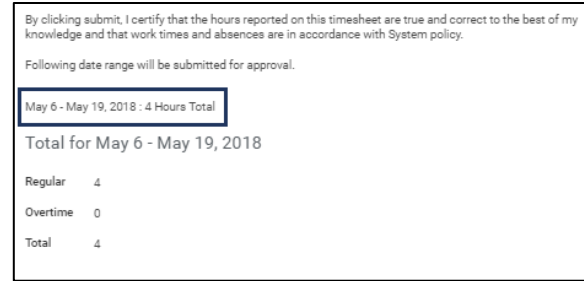 By clicking submit, I certify that the hours reported on this timesheet are true and correct to the best of my
knowledge and that work times and absences are in accordance with System policy.
Following date range will be submitted for approval.
May 6 - May 19, 2018 : 4 Hours Total
Total for May 6 - May 19, 2018
Regular 4
Overtime 0
Total 4